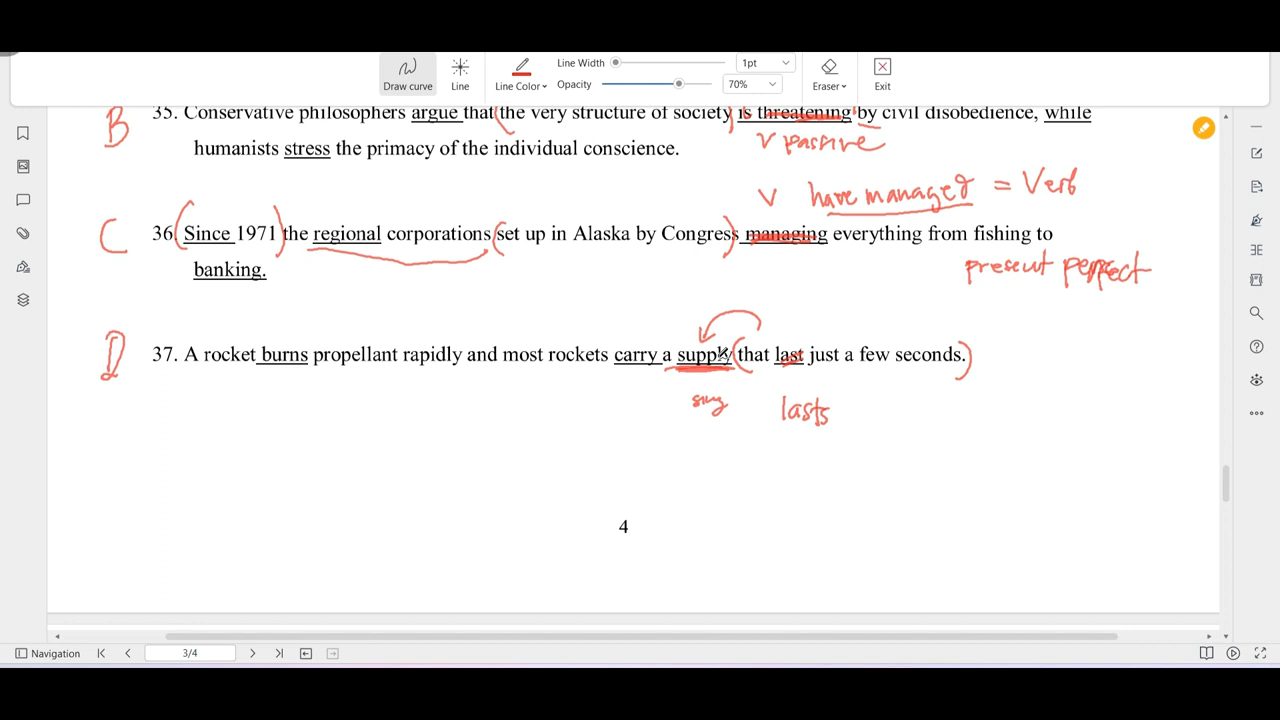 Line Width
1pt
Draw curve
Line
Line Color
Opacity
70%
Eraser
Exit
B
35. Conservative philosophers argue that (the very structure of society) is threatening by civil disobedience, while
V passive
humanists stress the primacy of the individual conscience.
V have managed = Verb
C
36. (Since 1971) the regional corporations (set up in Alaska by Congress) managing everything from fishing to
present perfect
banking.
D
37. A rocket burns propellant rapidly and most rockets carry a supply (that last just a few seconds.)
sing
lasts
4
Navigation
3/4